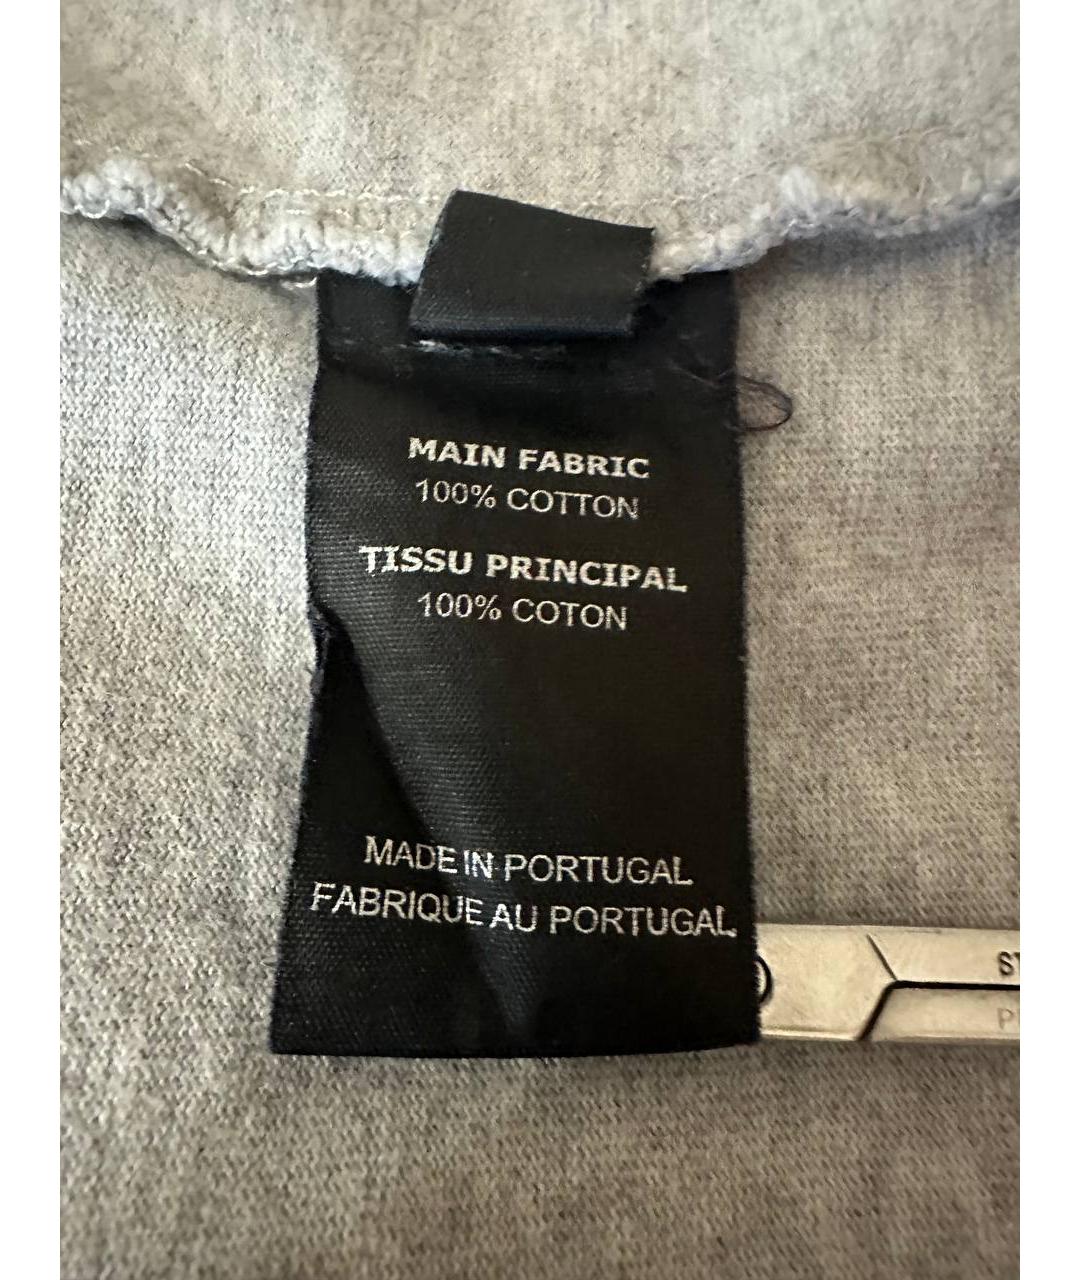 MAIN FABRIC
100% COTTON
TISSU PRINCIPAL
100% COTON
MADE IN PORTUGAL
FABRIQUE AU PORTUGAL